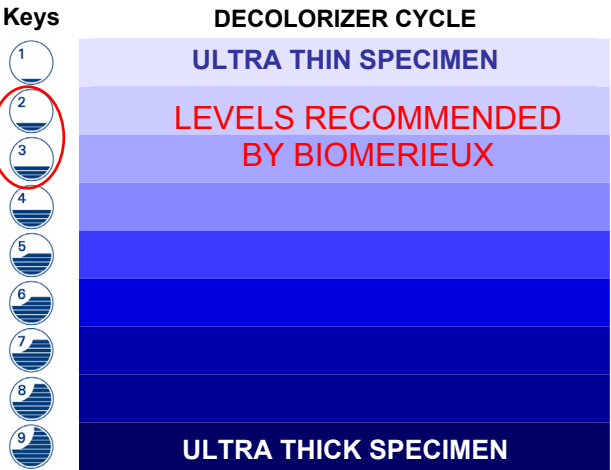 Keys DECOLORIZER CYCLE
1 ULTRA THIN SPECIMEN
2 LEVELS RECOMMENDED
3 BY BIOMERIEUX
4
5
6
7
8
9 ULTRA THICK SPECIMEN